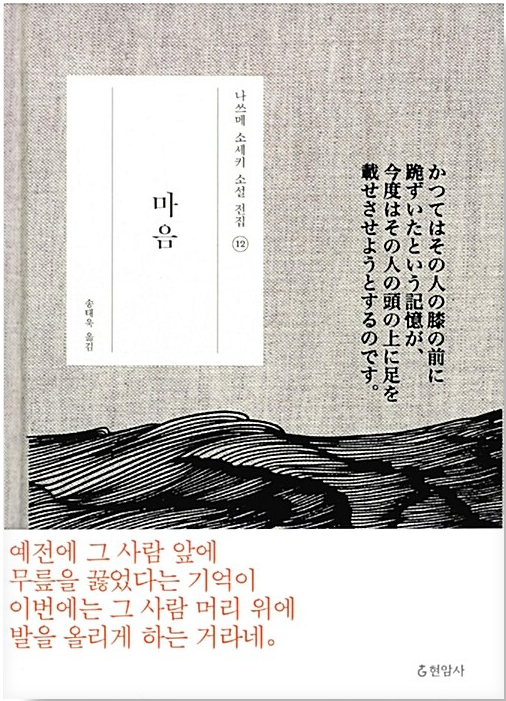 나쓰메 소세키 소설 전집 12
마음
송태욱 옮김
かつてはその人の膝の前に
跪ずいたという記憶が、
今度はその人の頭の上に足を
載せさせようとするのです。
예전에 그 사람 앞에
무릎을 꿇었다는 기억이
이번에는 그 사람 머리 위에
발을 올리게 하는 거라네。
현암사